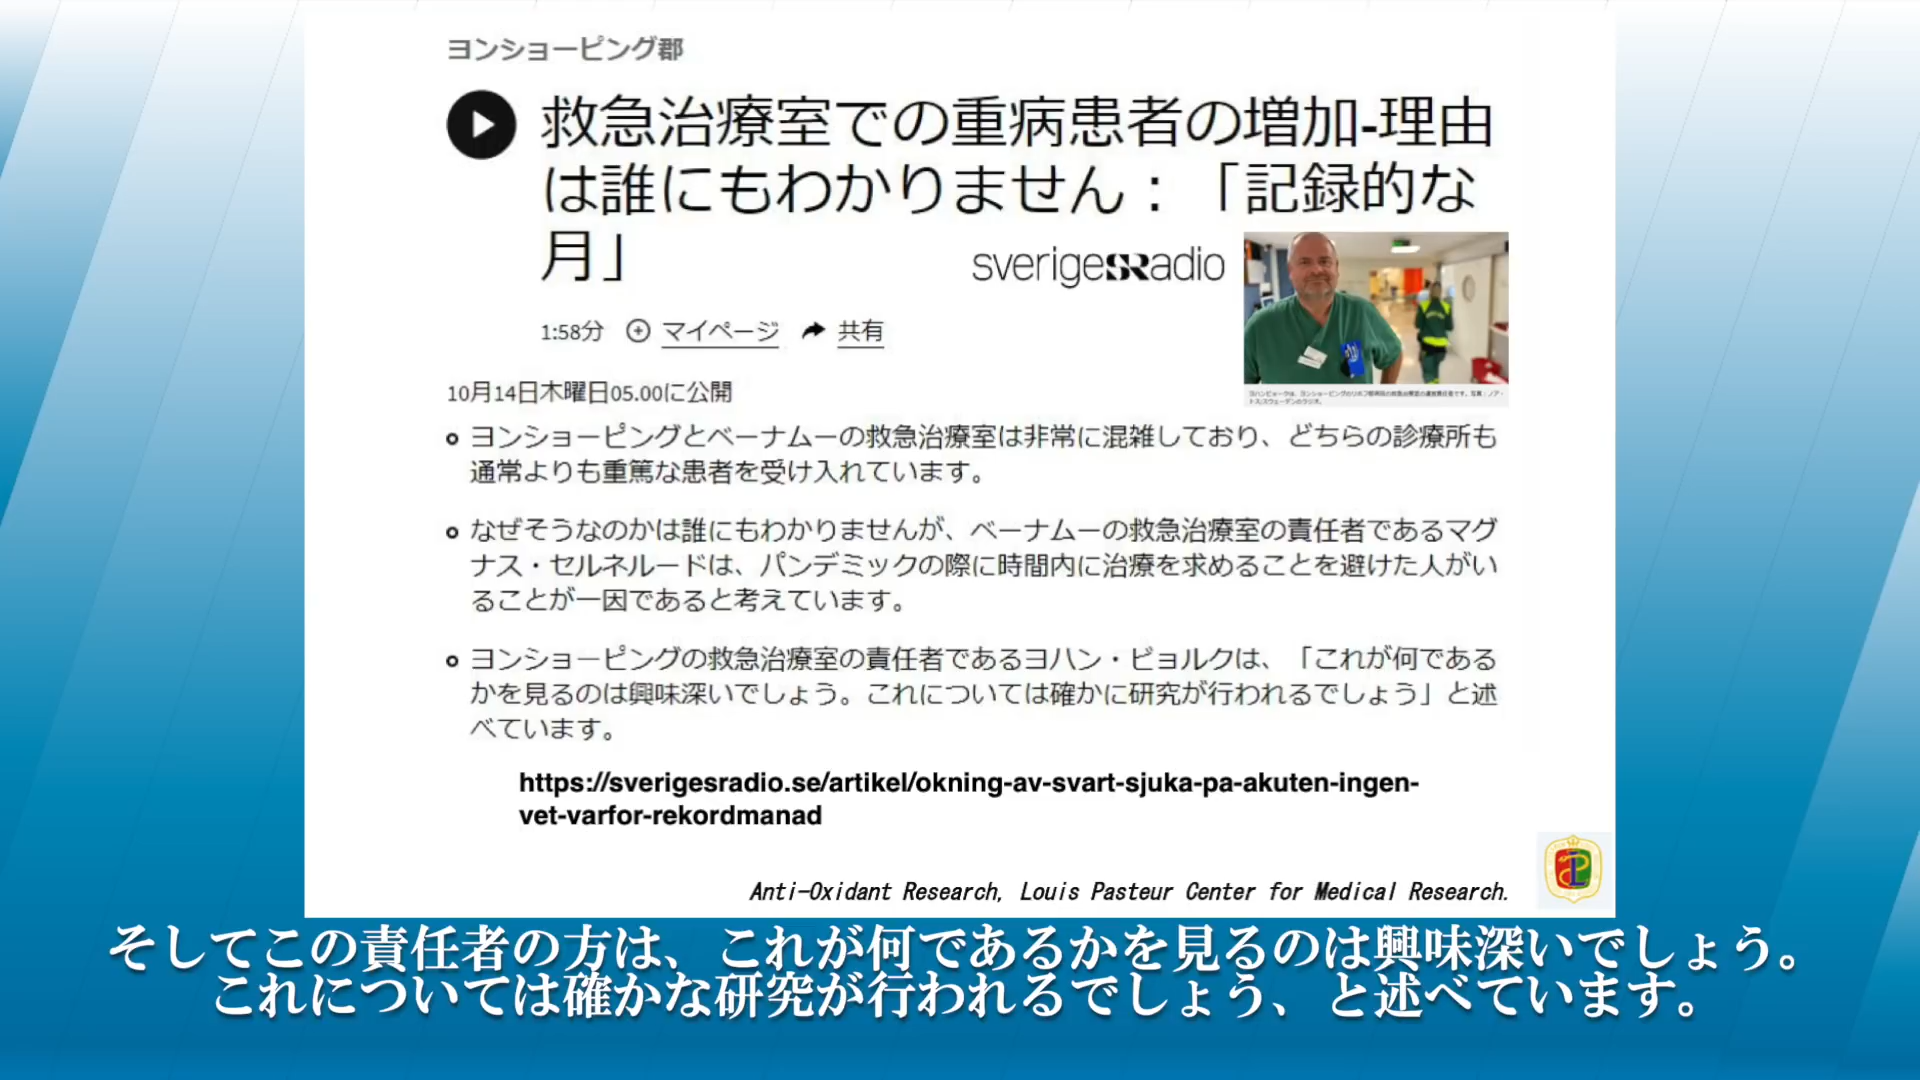 ヨンショーピング郡
救急治療室での重病患者の増加-理由
は誰にもわかりません：「記録的な
月」
sverigesradio
1:58分 マイページ 共有
10月14日木曜日05.00に公開
ヨンショーピングとベーナムーの救急治療室は非常に混雑しており、どちらの診療所も
通常よりも重篤な患者を受け入れています。
なぜそうなのかは誰にもわかりませんが、ベーナムーの救急治療室の責任者であるマグ
ナス・セルネルードは、パンデミックの際に時間内に治療を求めることを避けた人がい
ることが一因であると考えています。
ヨンショーピングの救急治療室の責任者であるヨハン・ビョルクは、「これが何である
かを見るのは興味深いでしょう。これについては確かに研究が行われるでしょう」と述
べています。
https://sverigesradio.se/artikel/okning-av-svart-sjuka-pa-akuten-ingen-
vet-varfor-rekordmanad
Anti-Oxidant Research, Louis Pasteur Center for Medical Research.
そしてこの責任者の方は、これが何であるかを見るのは興味深いでしょう。
これについては確かな研究が行われるでしょう、と述べています。